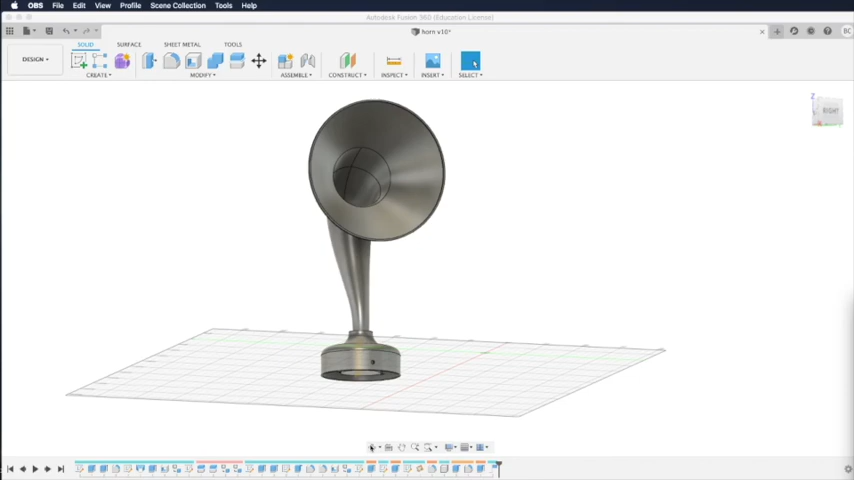 OBS File Edit View Profile Scene Collection Tools Help
Autodesk Fusion 360 (Education License)
horn v10*
BC
SOLID SURFACE SHEET METAL TOOLS
DESIGN
CREATE MODIFY ASSEMBLE CONSTRUCT INSPECT INSERT SELECT
Z
RIGHT